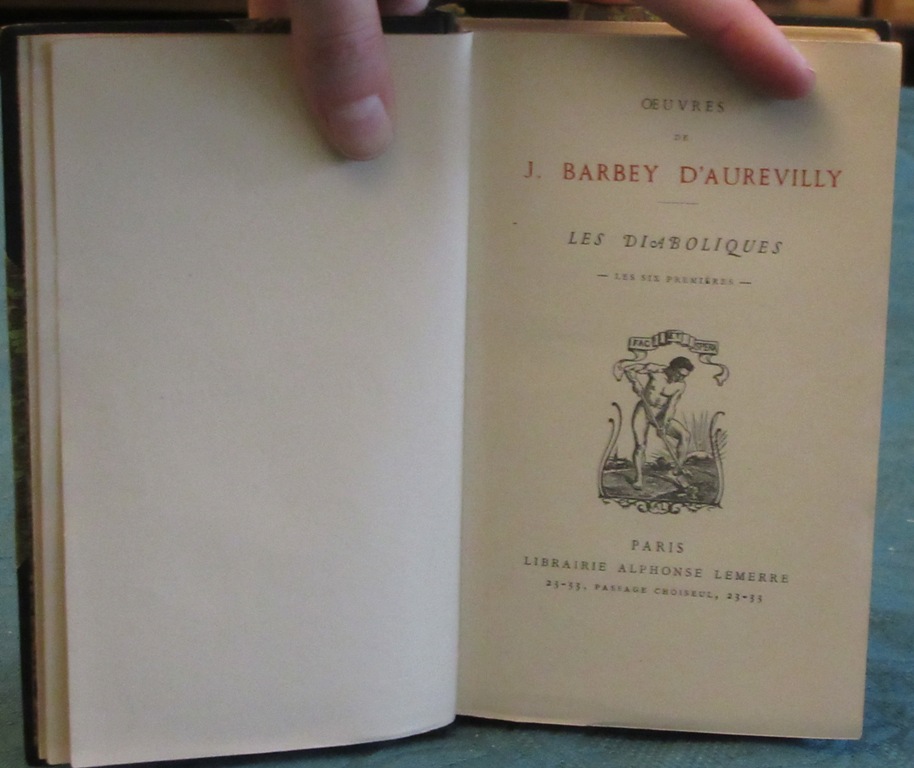 ŒUVRES
DE
J. BARBEY D'AUREVILLY
LES DIABOLIQUES
— LES SIX PREMIÈRES —
FAC ET SPERA
AL
PARIS
LIBRAIRIE ALPHONSE LEMERRE
23-33, PASSAGE CHOISEUL, 23-33